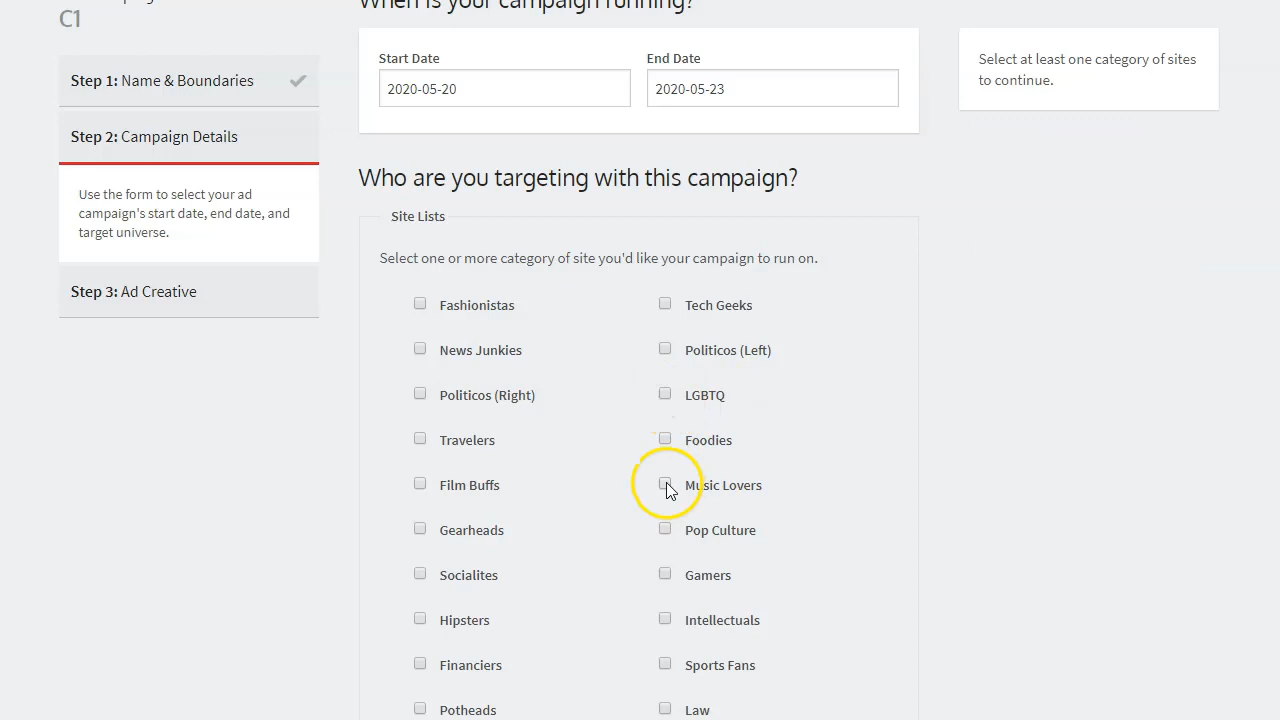 C1
When is your campaign running?
Step 1: Name & Boundaries
Step 2: Campaign Details
Use the form to select your ad
campaign's start date, end date, and
target universe.
Step 3: Ad Creative
Start Date
End Date
2020-05-20
2020-05-23
Select at least one category of sites
to continue.
Who are you targeting with this campaign?
Site Lists
Select one or more category of site you'd like your campaign to run on.
Fashionistas
Tech Geeks
News Junkies
Politicos (Left)
Politicos (Right)
LGBTQ
Travelers
Foodies
Film Buffs
Music Lovers
Gearheads
Pop Culture
Socialites
Gamers
Hipsters
Intellectuals
Financiers
Sports Fans
Potheads
Law